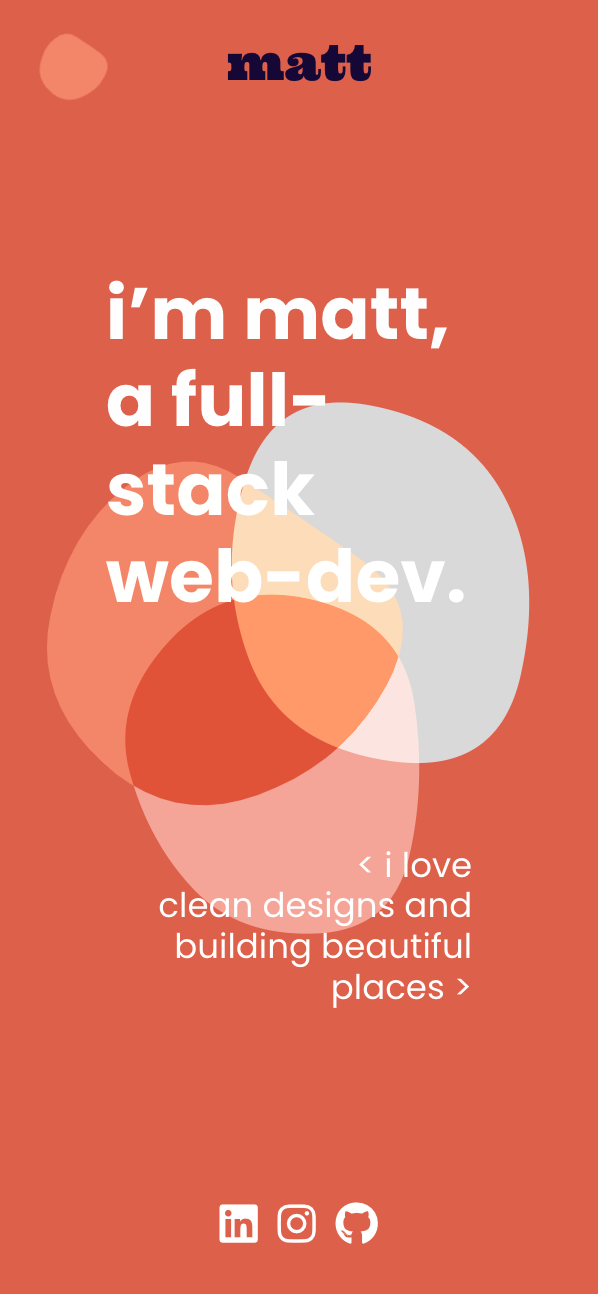 matt
i’m matt,
a full-
stack
web-dev.
< i love
clean designs and
building beautiful
places >
in